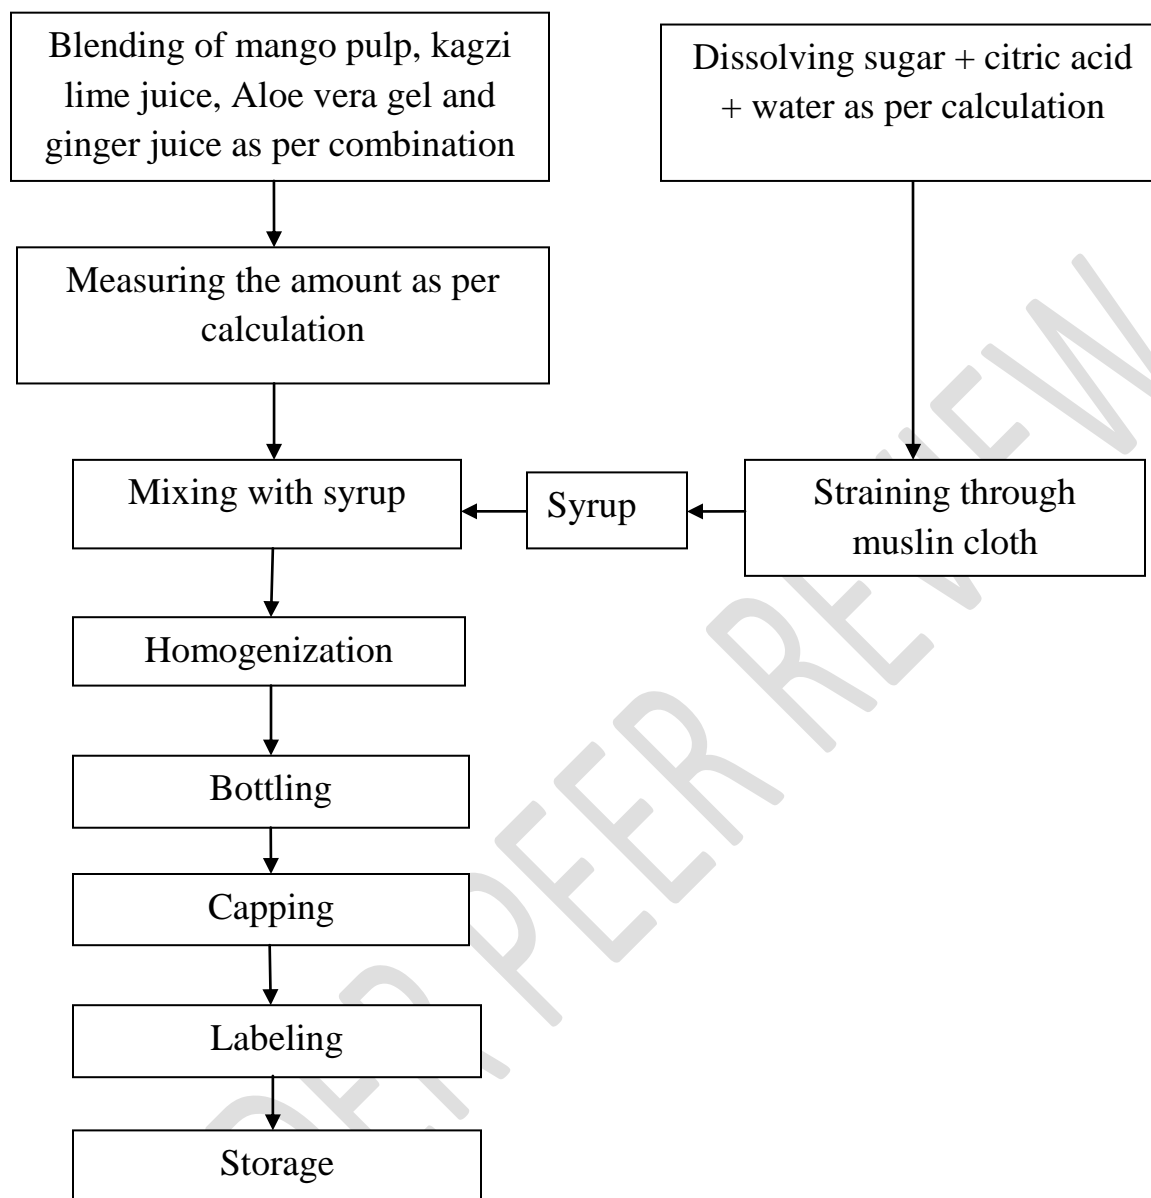 Blending of mango pulp, kagzi
lime juice, Aloe vera gel and
ginger juice as per combination
Dissolving sugar + citric acid
+ water as per calculation
Measuring the amount as per
calculation
Mixing with syrup
Syrup
Straining through
muslin cloth
Homogenization
Bottling
Capping
Labeling
Storage
PEER REVIEW